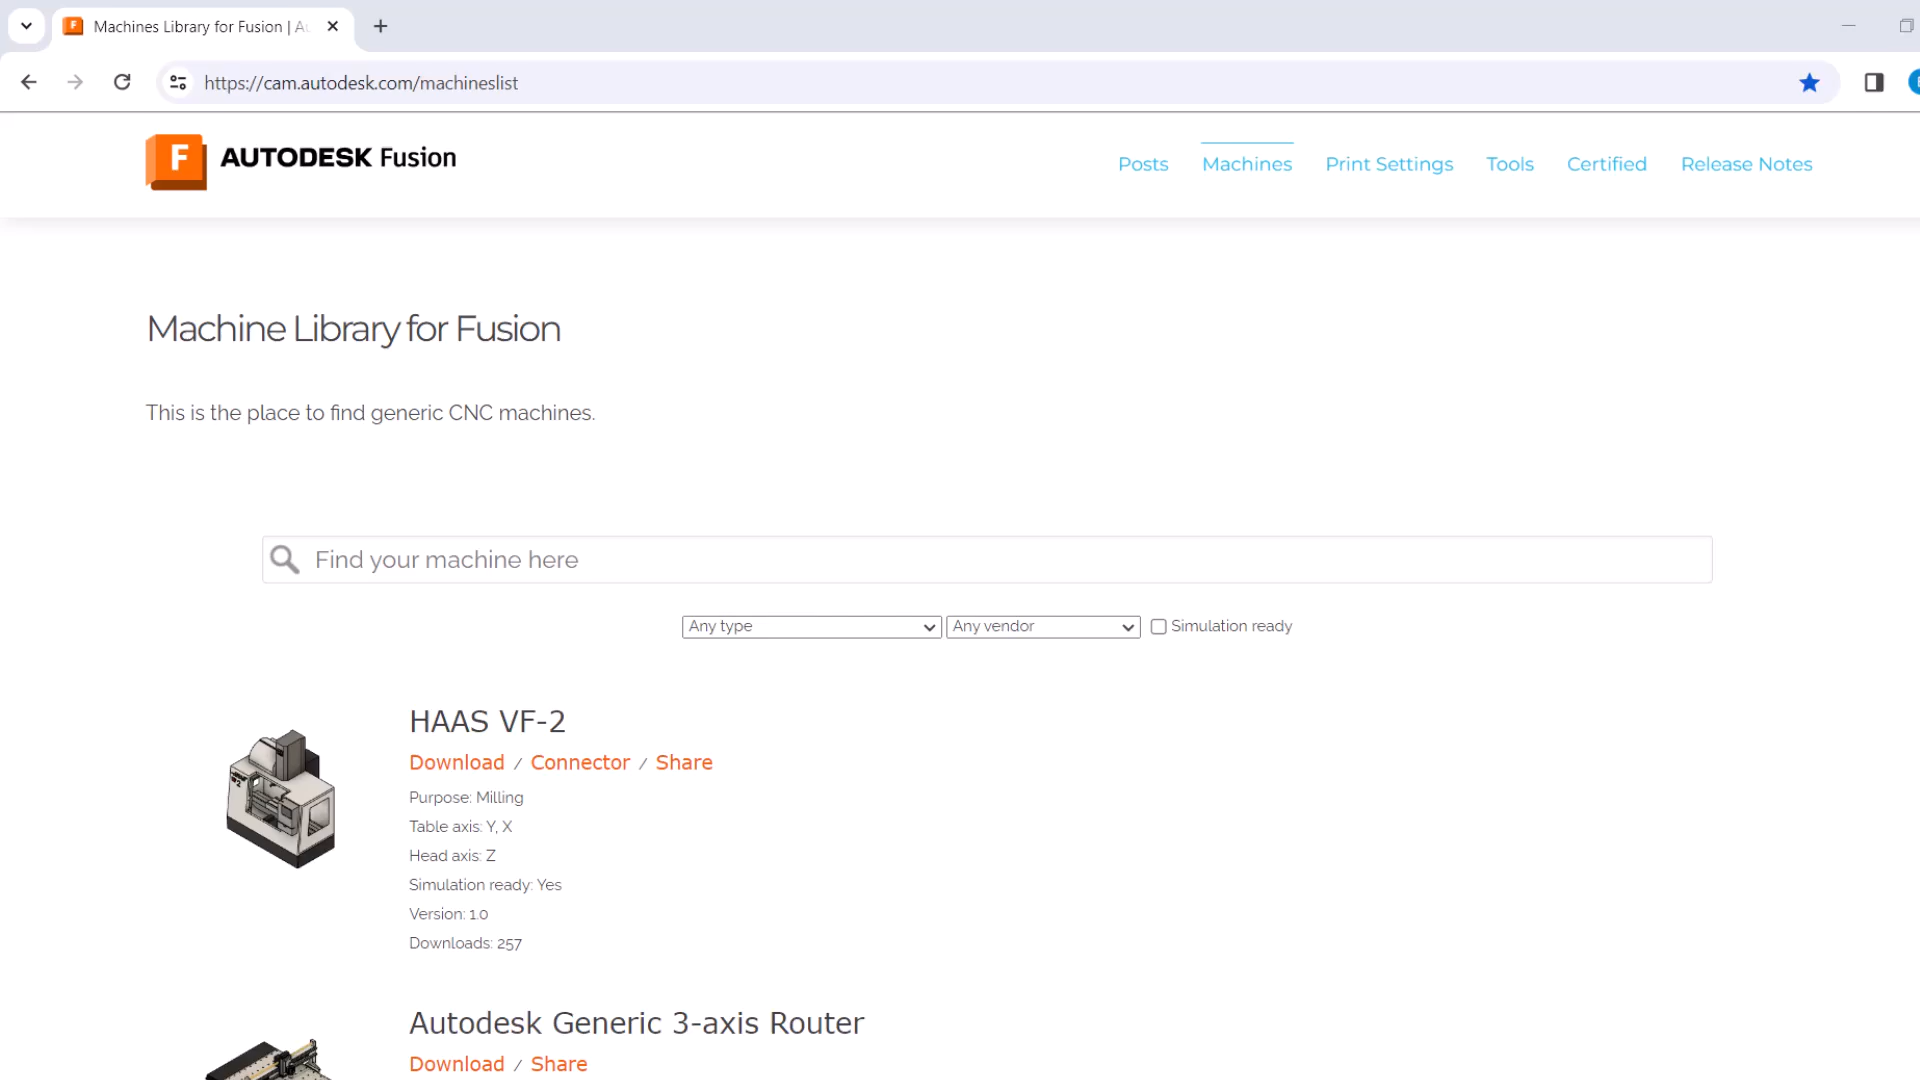 Machines Library for Fusion |
https://cam.autodesk.com/machineslist
F AUTODESK Fusion
Posts Machines Print Settings Tools Certified Release Notes
Machine Library for Fusion
This is the place to find generic CNC machines.
Find your machine here
Any type Any vendor Simulation ready
HAAS VF-2
Download / Connector / Share
Purpose: Milling
Table axis: Y, X
Head axis: Z
Simulation ready: Yes
Version: 1.0
Downloads: 257
Autodesk Generic 3-axis Router
Download / Share